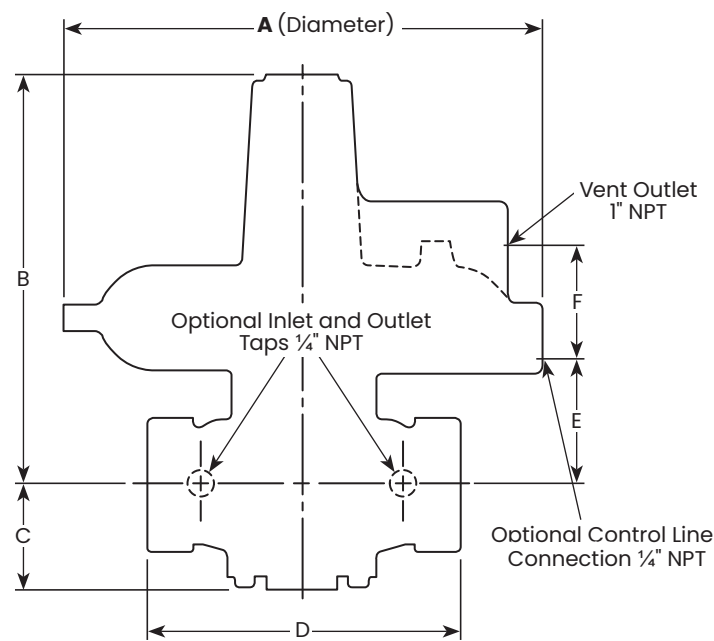 A (Diameter)
Vent Outlet
1" NPT
B
F
Optional Inlet and Outlet
Taps ¼" NPT
E
C
Optional Control Line
Connection ¼" NPT
D